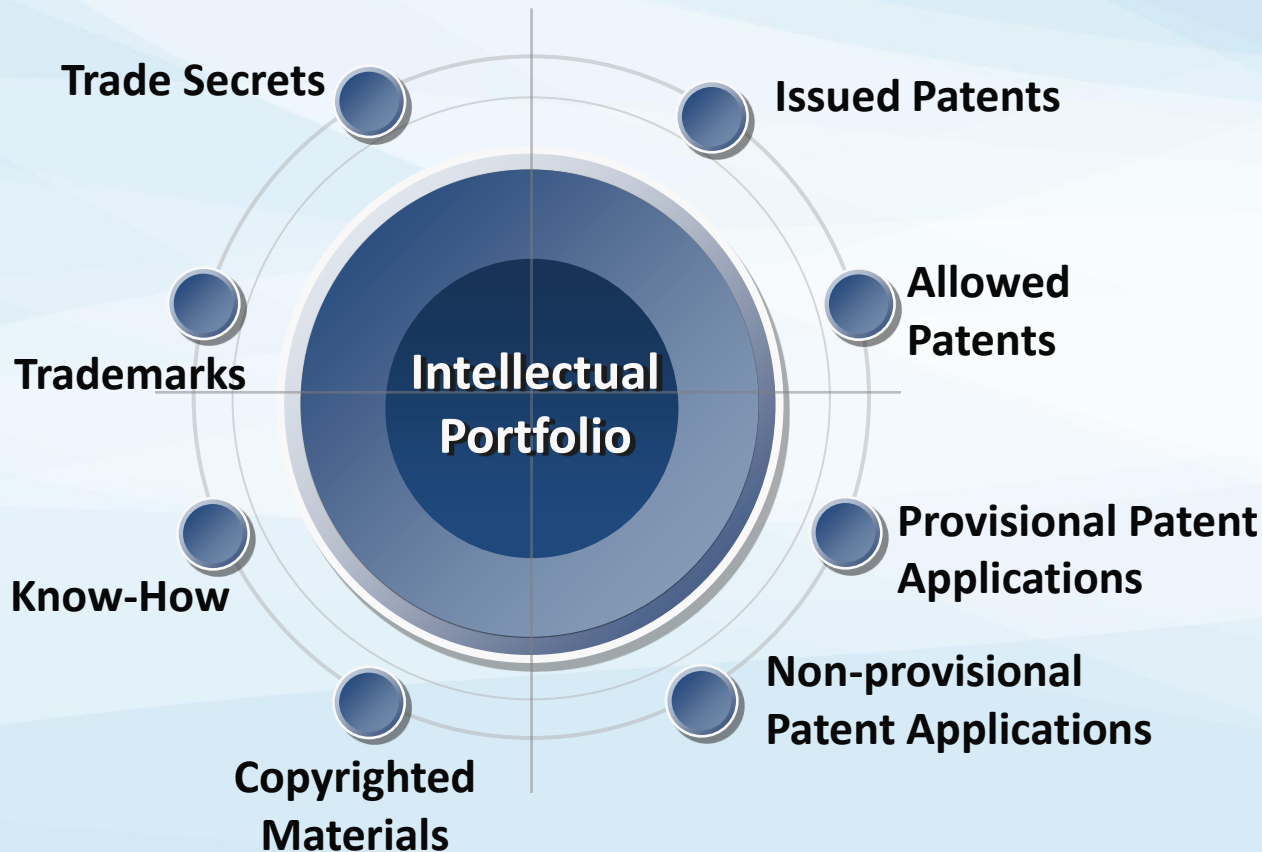 Trade Secrets
Issued Patents
Allowed
Patents
Trademarks
Intellectual
Portfolio
Provisional Patent
Applications
Know-How
Non-provisional
Patent Applications
Copyrighted
Materials